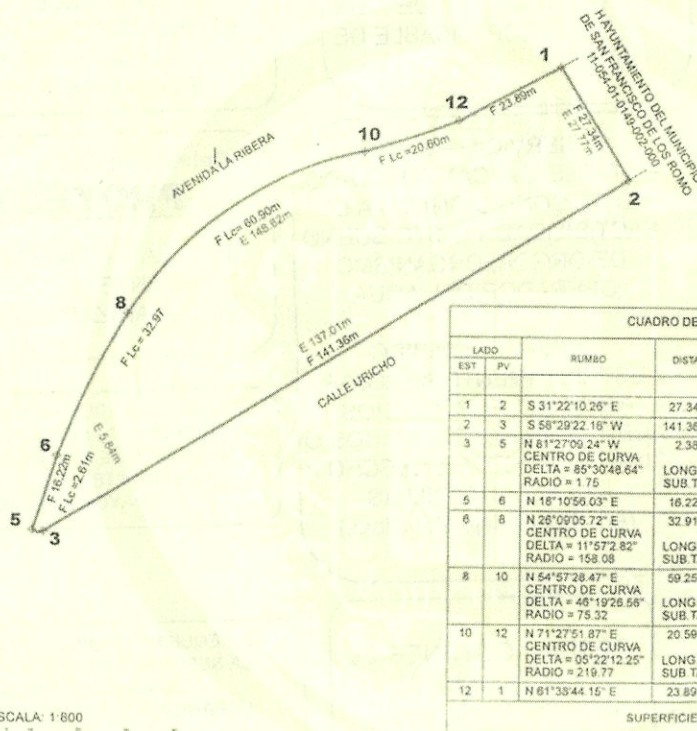 H.AYUNTAMIENTO DEL MUNICIPIO
DE SAN FRANCISCO DE LOS ROMO
11-054-01-0149-002-000
1
F 23.89m
12
F 27.34m
E 27.77m
10
F Lc =20.60m
2
AVENIDA LA RIBERA
F Lc= 60.90m
E 148.62m
8
F Lc= 32.97
E 137.01m
F 141.36m
CALLE URICHO
6
F 16.22m
F Lc =2.61m
E 5.84m
5
3
CUADRO DE
LADO
RUMBO
EST PV
1 2 S 31°22'10.26" E 27.34
2 3 S 58°29'22.16" W 141.36
3 5 N 81°27'09.24" W 2.38
CENTRO DE CURVA
DELTA = 85°30'48.64" LONG
RADIO = 1.75 SUB.T
5 6 N 16°10'56.03" E 16.22
6 8 N 26°09'05.72" E 32.91
CENTRO DE CURVA
DELTA = 11°57'2.82" LONG
RADIO = 158.08 SUB.T
8 10 N 54°57'28.47" E 59.25
CENTRO DE CURVA
DELTA = 46°19'26.56" LONG
RADIO = 75.32 SUB.T
10 12 N 71°27'51.87" E 20.59
CENTRO DE CURVA
DELTA = 05°22'12.25" LONG
RADIO = 219.77 SUB.T
12 1 N 61°38'44.15" E 23.89
SUPERFICIE
SCALA: 1:800